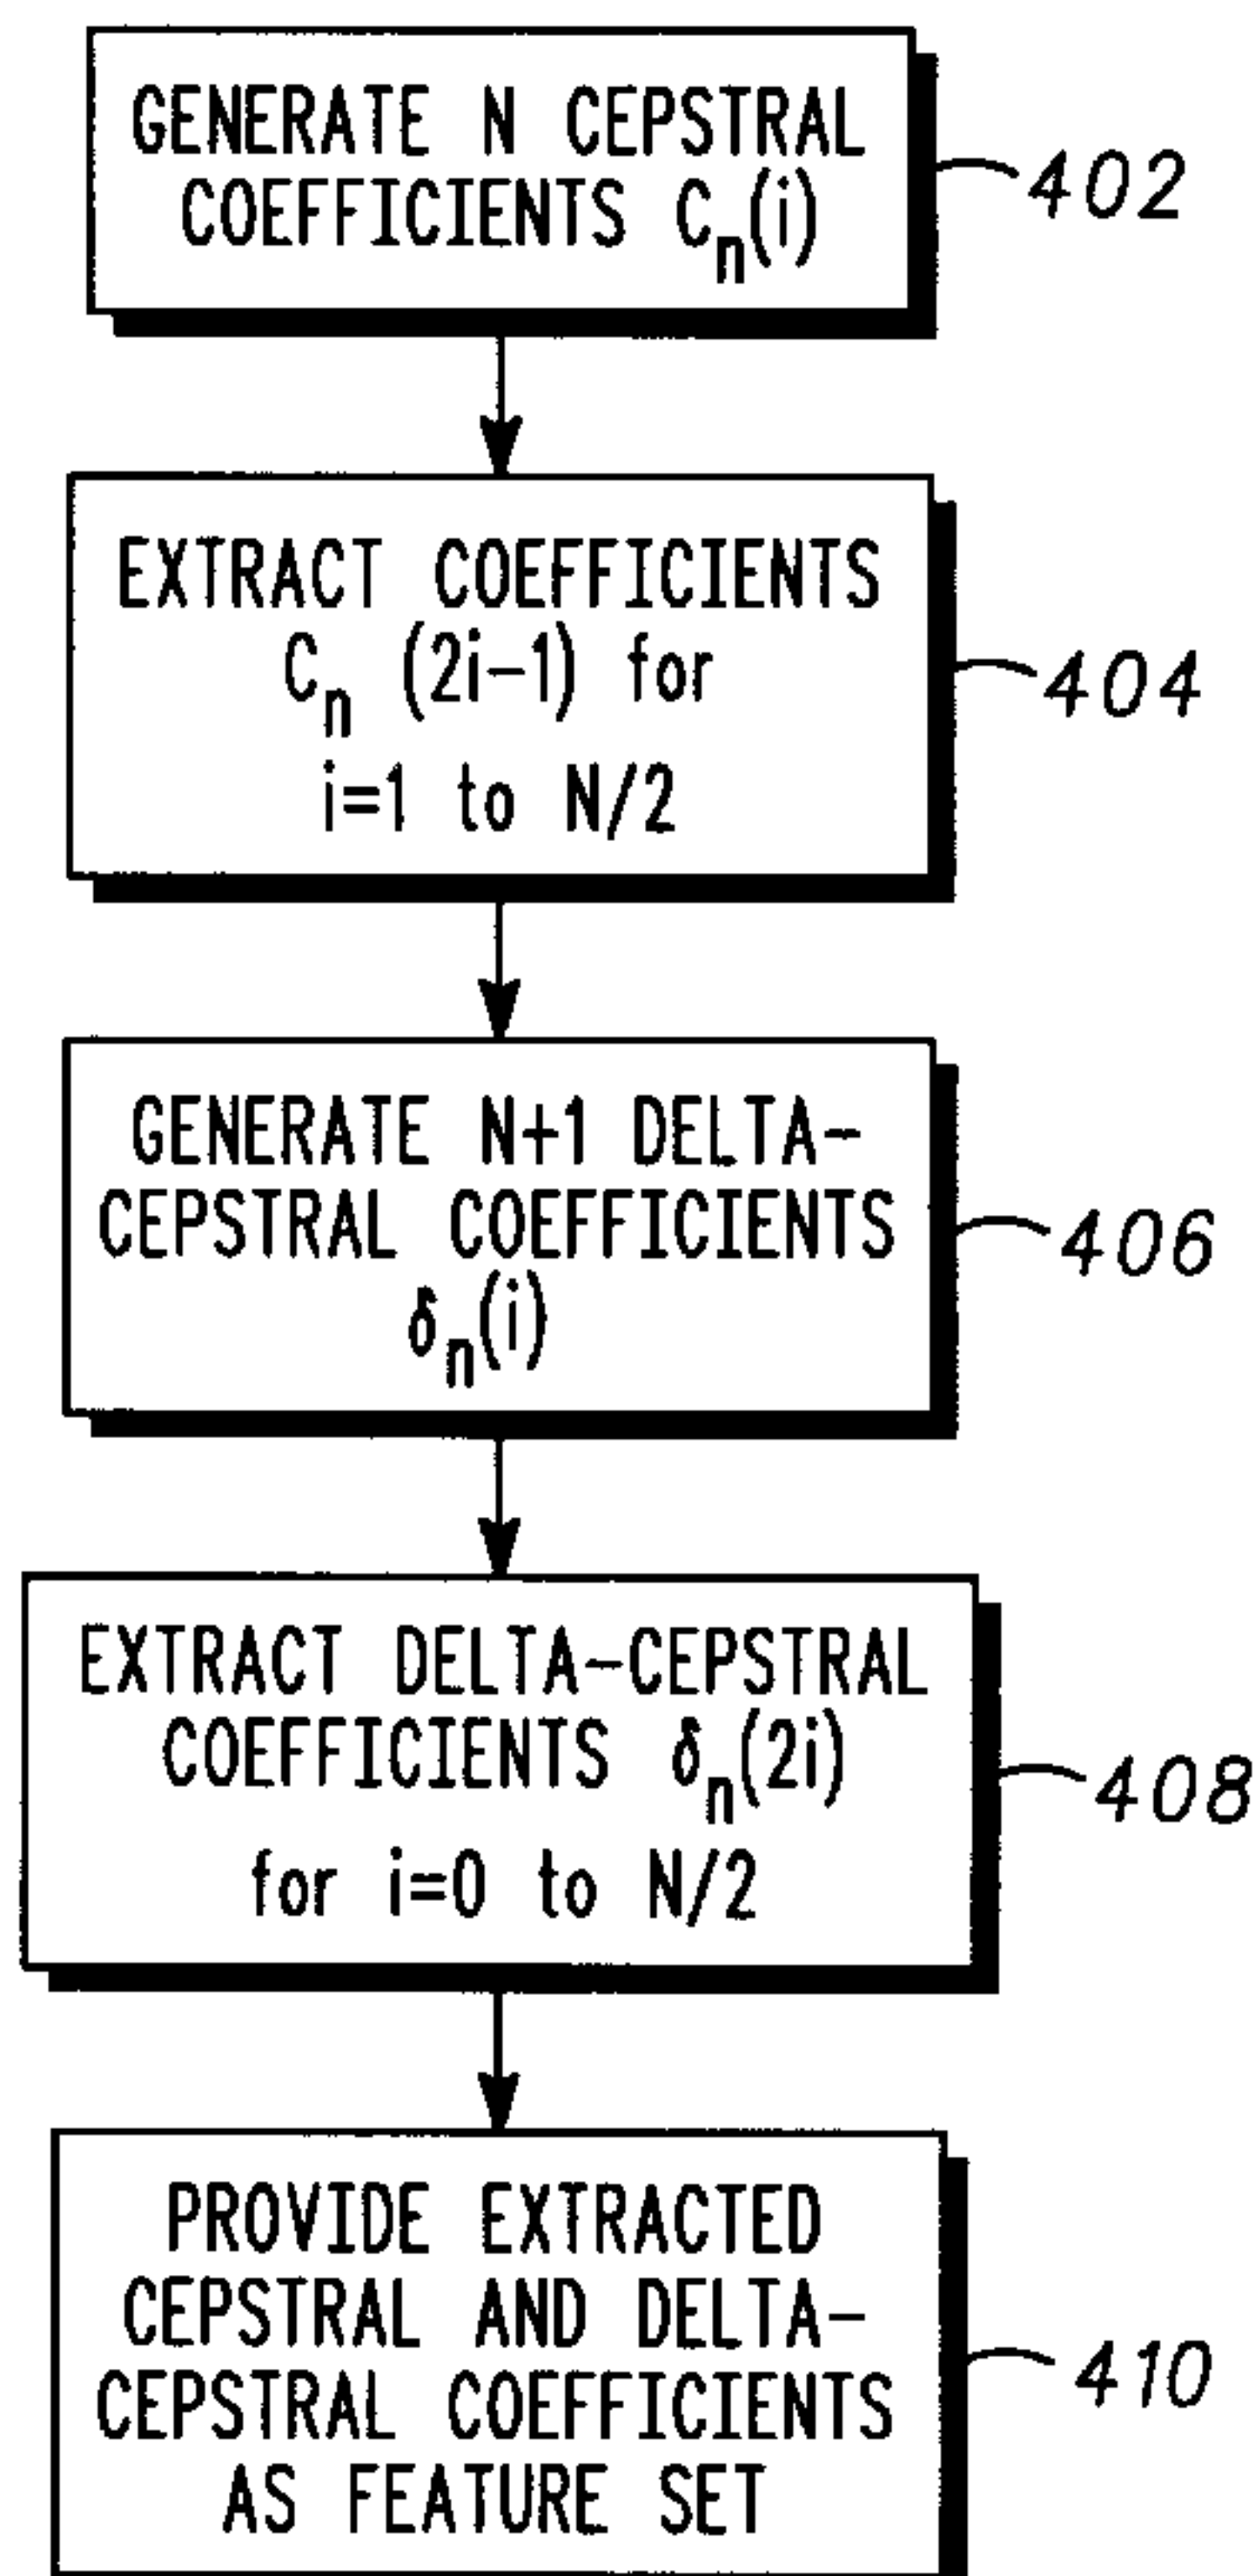 GENERATE N CEPSTRAL
COEFFICIENTS Cn(i)
402
EXTRACT COEFFICIENTS
Cn (2i-1) for
i=1 to N/2
404
GENERATE N+1 DELTA-
CEPSTRAL COEFFICIENTS
δn(i)
406
EXTRACT DELTA-CEPSTRAL
COEFFICIENTS δn(2i)
for i=0 to N/2
408
PROVIDE EXTRACTED
CEPSTRAL AND DELTA-
CEPSTRAL COEFFICIENTS
AS FEATURE SET
410